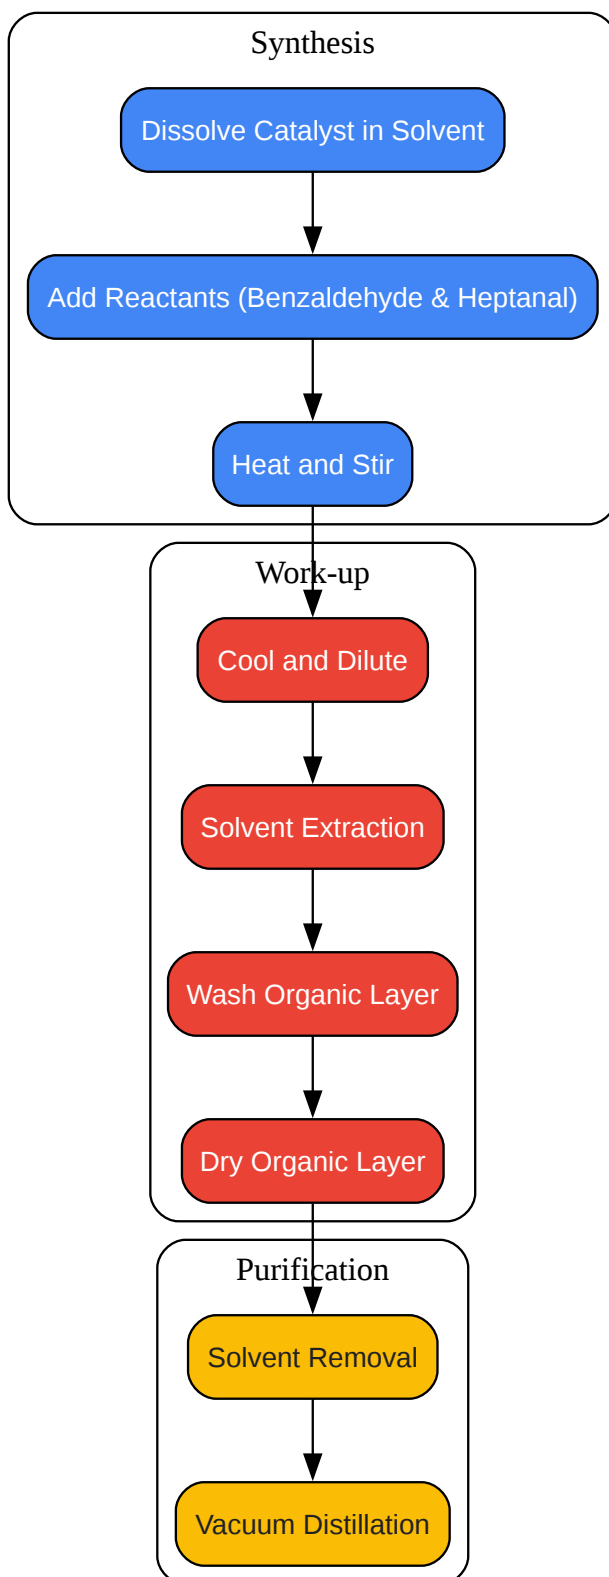 Synthesis
Dissolve Catalyst in Solvent
Add Reactants (Benzaldehyde & Heptanal)
Heat and Stir
Work-up
Cool and Dilute
Solvent Extraction
Wash Organic Layer
Dry Organic Layer
Purification
Solvent Removal
Vacuum Distillation